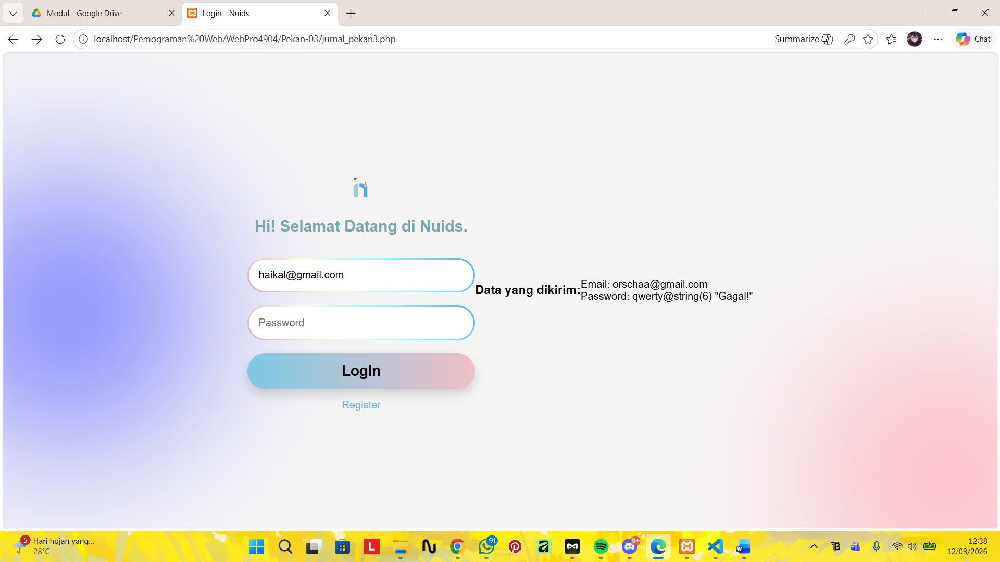 Modul - Google Drive
Login - Nuids
localhost/Pemograman%20Web/WebPro4904/Pekan-03/jurnal_pekan3.php
Summarize
Chat
Hi! Selamat Datang di Nuids.
haikal@gmail.com
Data yang dikirim:
Email: orschaa@gmail.com
Password: qwerty@string(6) "Gagal!"
Password
LogIn
Register
5
Hari hujan yang...
28°C
L
91
a
9+
W
12:38
12/03/2026